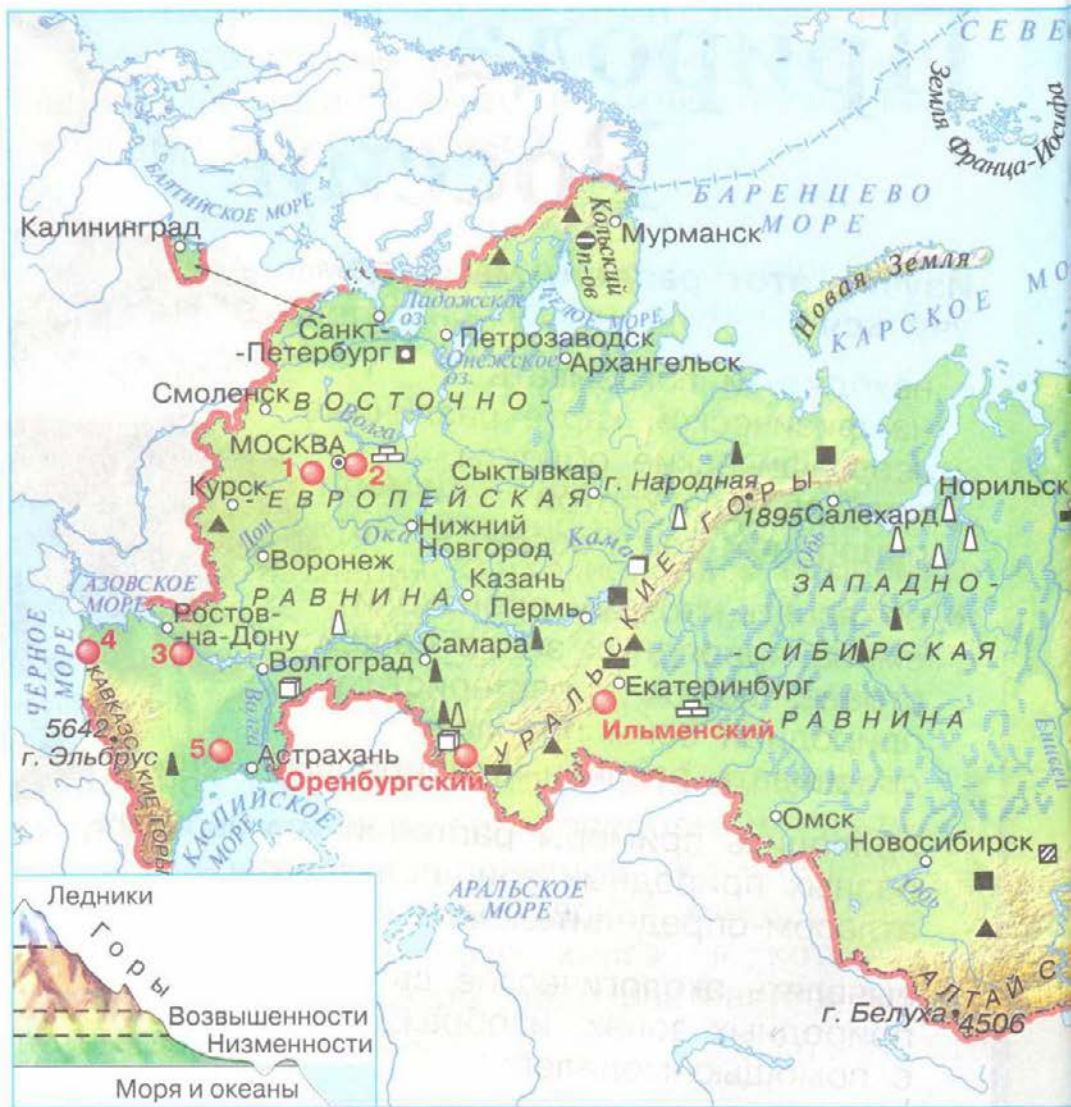 СЕВЕ
Земля Франца-Иосифа
БАЛТИЙСКОЕ МОРЕ
БАРЕНЦЕВО
МОРЕ
Калининград
Мурманск
Кольский
п-ов
Новая Земля
КАРСКОЕ МО
Ладожское
оз.
БЕЛОЕ МОРЕ
Санкт-
-Петербург
Петрозаводск
Онежское
оз.
Архангельск
Смоленск
ВОСТОЧНО-
Волга
МОСКВА
1
2
Сыктывкар
г. Народная
1895
Салехард
Норильск
Курск
-ЕВРОПЕЙСКАЯ
УРАЛЬСКИЕ ГОРЫ
Обь
Дон
Ока
Нижний
Новгород
Кама
Воронеж
Казань
ЗАПАДНО-
АЗОВСКОЕ
МОРЕ
РАВНИНА
Пермь
Ростов-
-на-Дону
ЧЕРНОЕ
МОРЕ
4
3
Волгоград
Самара
-СИБИРСКАЯ
Екатеринбург
Ильменский
РАВНИНА
Волга
КАВКАЗСКИЕ ГОРЫ
5642
г. Эльбрус
5
Астрахань
Оренбургский
Енисей
КАСПИЙСКОЕ
МОРЕ
Омск
Новосибирск
Обь
АРАЛЬСКОЕ
МОРЕ
АЛТАЙ С
г. Белуха
4506
Ледники
Горы
Возвышенности
Низменности
Моря и океаны